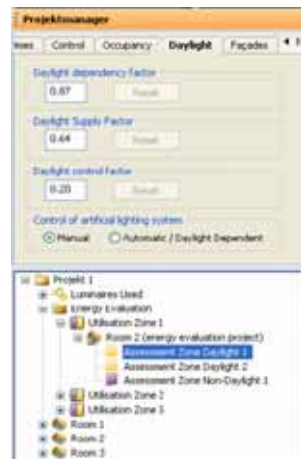 Projektmanager
Control Occupancy Daylight Façades
Daylight dependency factor
0.87 Reset
Daylight Supply Factor
0.64 Reset
Daylight control factor
0.20 Reset
Control of artificial lighting system
Manual Automatic / Daylight Dependent
Projekt 1
Luminaires Used
Energy Evaluation
Utilisation Zone 1
Room 2 (energy evaluation project)
Assessment Zone Daylight 1
Assessment Zone Daylight 2
Assessment Zone Non-Daylight 1
Utilisation Zone 2
Utilisation Zone 3
Room 1
Room 2
Room 3